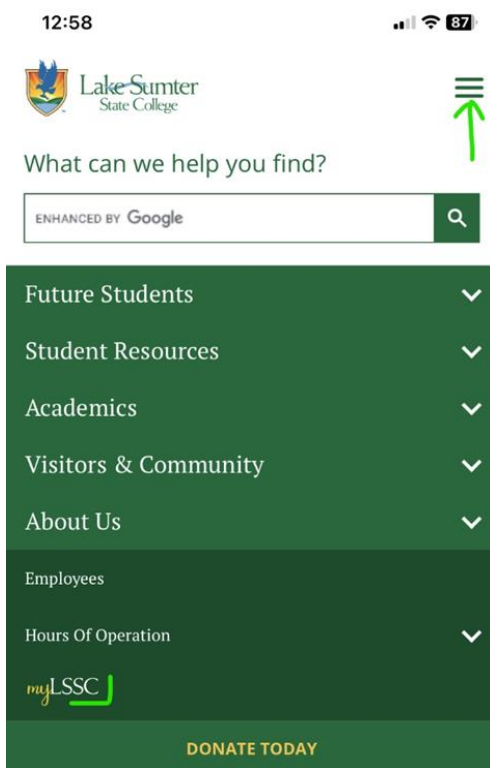 12:58
87
Lake-Sumter
State College
What can we help you find?
ENHANCED BY Google
Future Students
Student Resources
Academics
Visitors & Community
About Us
Employees
Hours Of Operation
myLSSC
DONATE TODAY